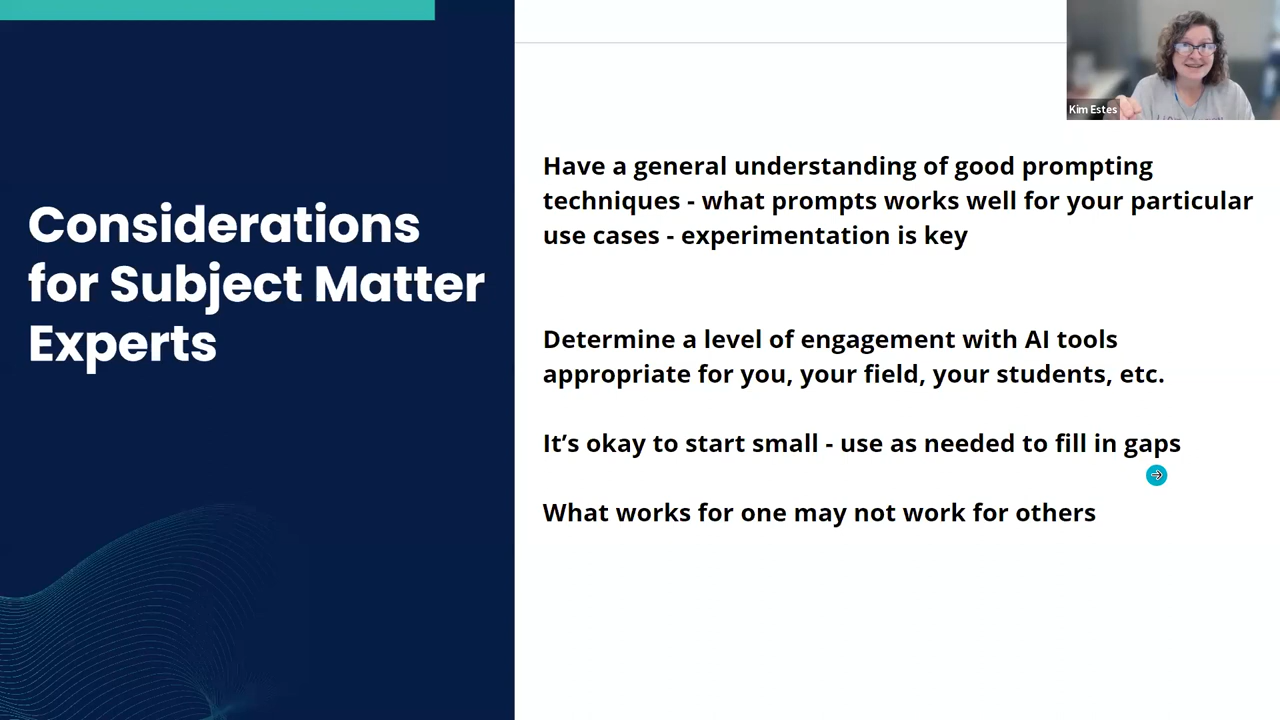 Considerations
for Subject Matter
Experts
Kim Estes
Have a general understanding of good prompting
techniques - what prompts works well for your particular
use cases - experimentation is key
Determine a level of engagement with AI tools
appropriate for you, your field, your students, etc.
It’s okay to start small - use as needed to fill in gaps
What works for one may not work for others